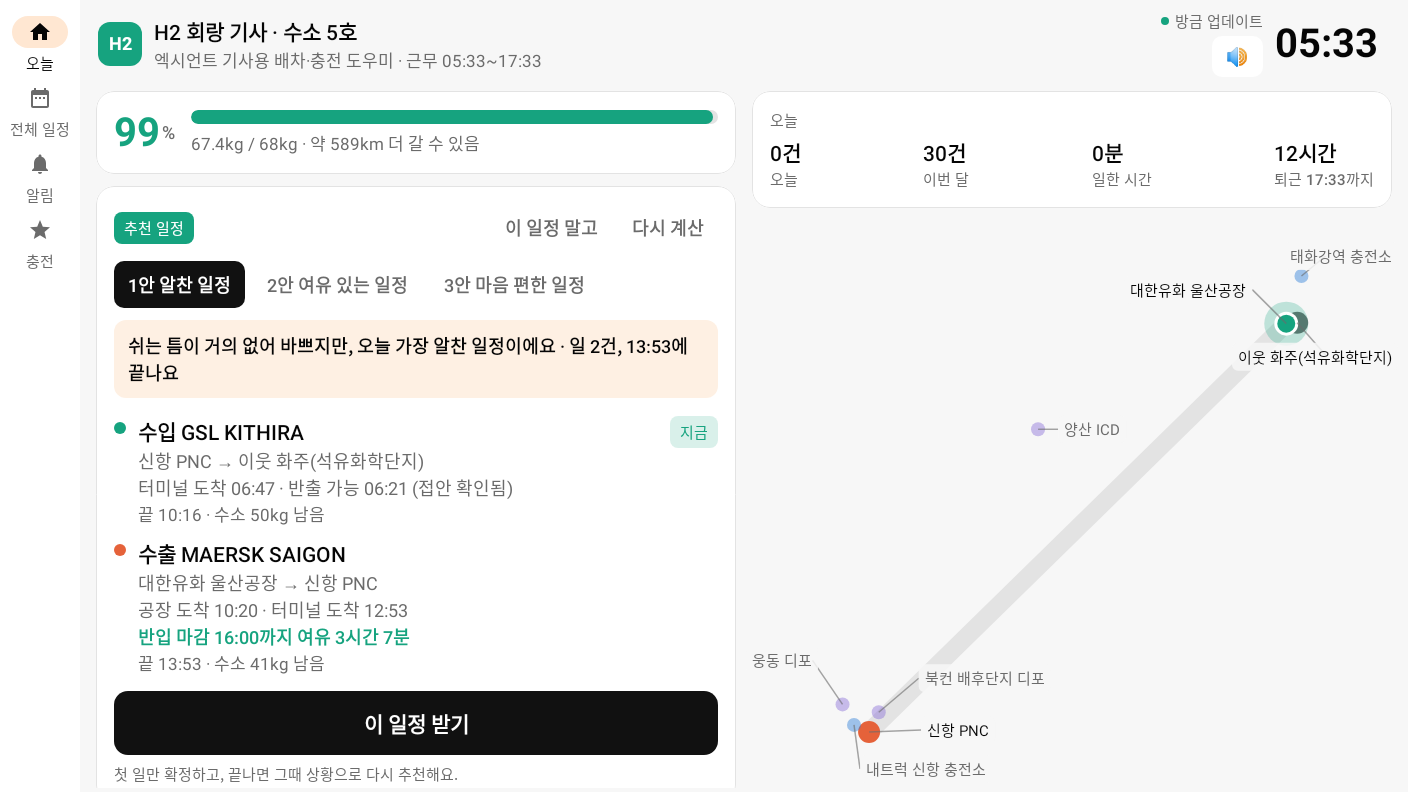 오늘
전체 일정
알림
충전
H2
H2 회랑 기사 · 수소 5호
엑시언트 기사용 배차·충전 도우미 · 근무 05:33~17:33
방금 업데이트
05:33
99%
67.4kg / 68kg · 약 589km 더 갈 수 있음
추천 일정
이 일정 말고
다시 계산
1안 알찬 일정
2안 여유 있는 일정
3안 마음 편한 일정
쉬는 틈이 거의 없어 바쁘지만, 오늘 가장 알찬 일정이에요 · 일 2건, 13:53에
끝나요
수입 GSL KITHIRA
지금
신항 PNC → 이웃 화주(석유화학단지)
터미널 도착 06:47 · 반출 가능 06:21 (접안 확인됨)
끝 10:16 · 수소 50kg 남음
수출 MAERSK SAIGON
대한유화 울산공장 → 신항 PNC
공장 도착 10:20 · 터미널 도착 12:53
반입 마감 16:00까지 여유 3시간 7분
끝 13:53 · 수소 41kg 남음
이 일정 받기
첫 일만 확정하고, 끝나면 그때 상황으로 다시 추천해요.
오늘
0건
오늘
30건
이번 달
0분
일한 시간
12시간
퇴근 17:33까지
태화강역 충전소
대한유화 울산공장
이웃 화주(석유화학단지)
양산 ICD
웅동 디포
북컨 배후단지 디포
신항 PNC
내트럭 신항 충전소